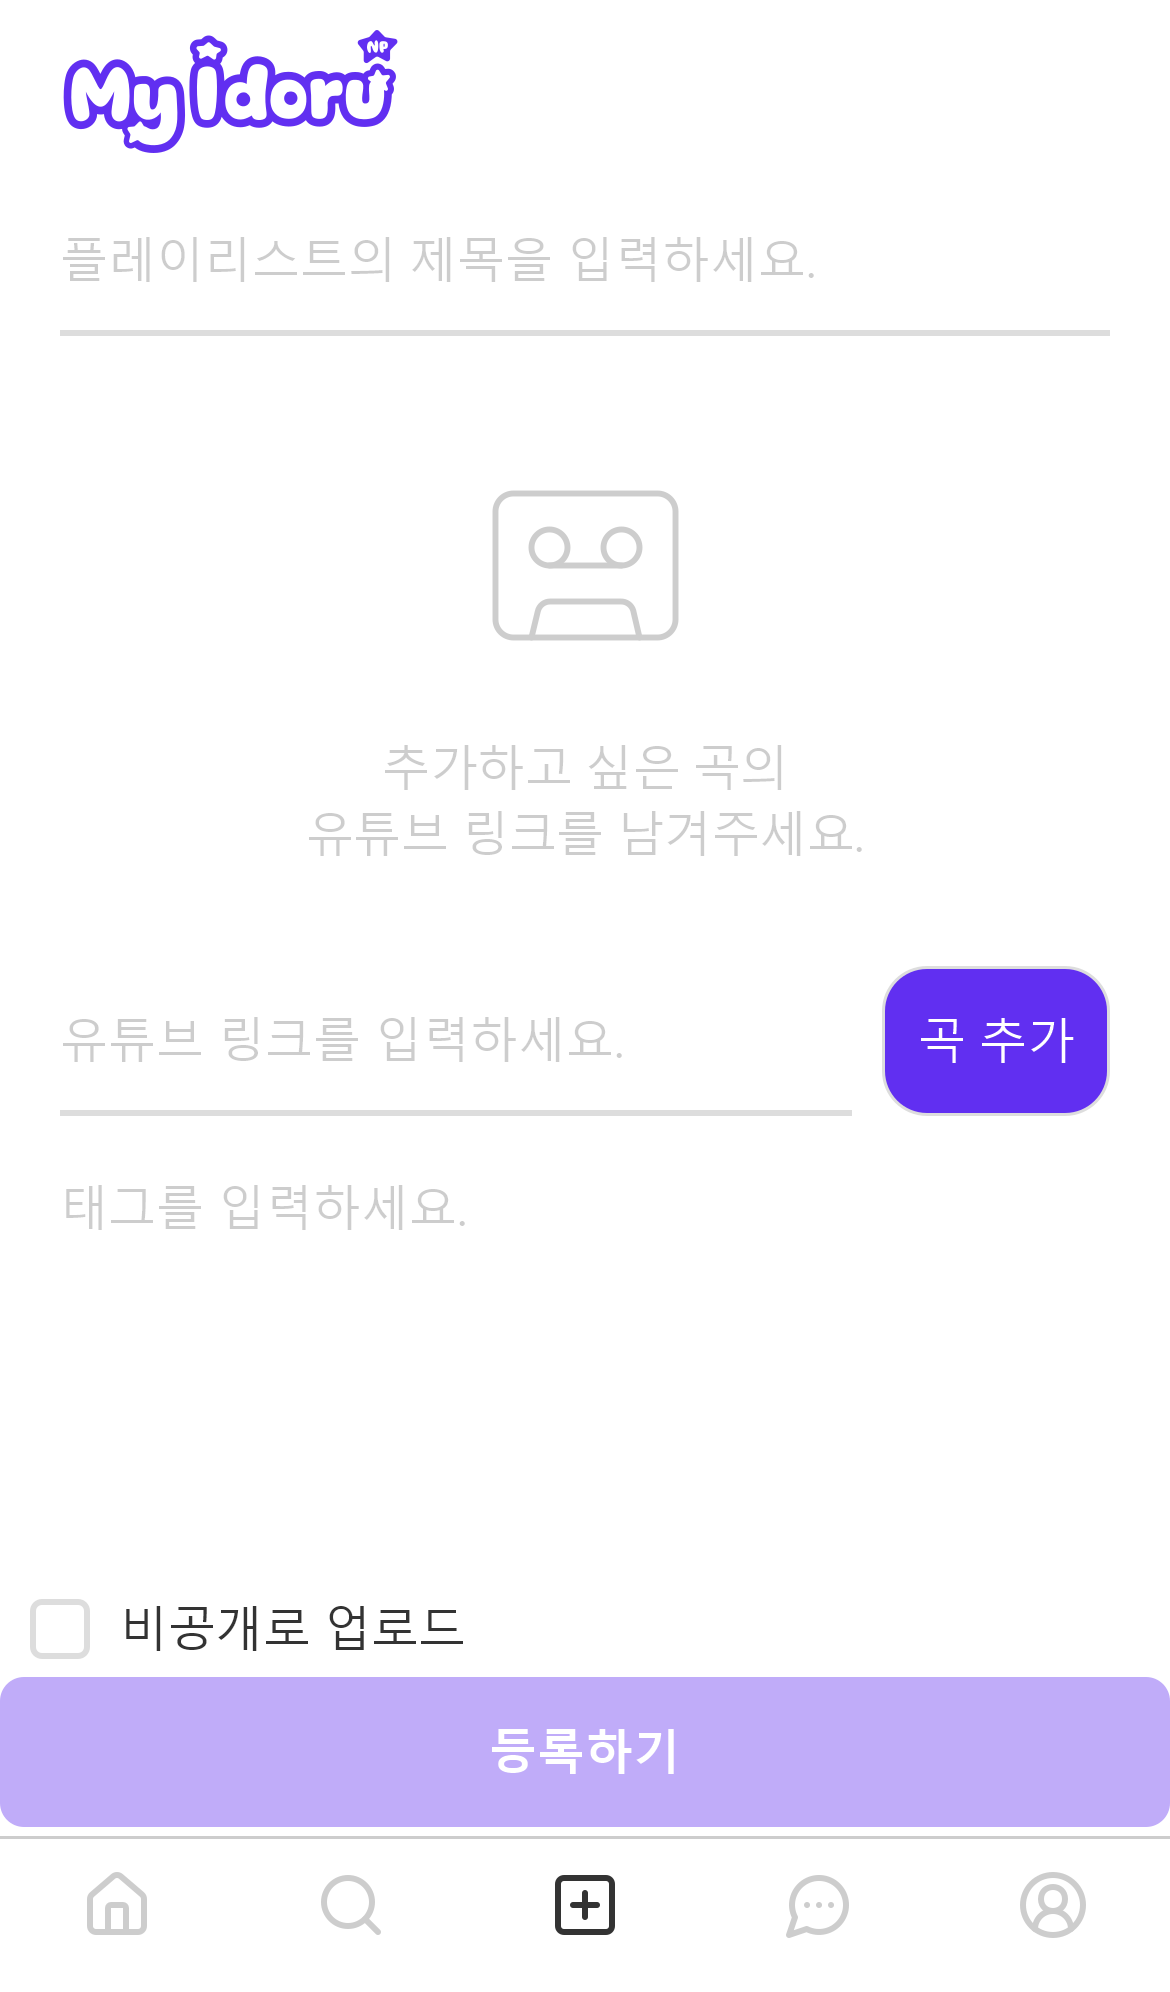 My idoru
NP
플레이리스트의 제목을 입력하세요.
추가하고 싶은 곡의
유튜브 링크를 남겨주세요.
유튜브 링크를 입력하세요.
곡 추가
태그를 입력하세요.
비공개로 업로드
등록하기